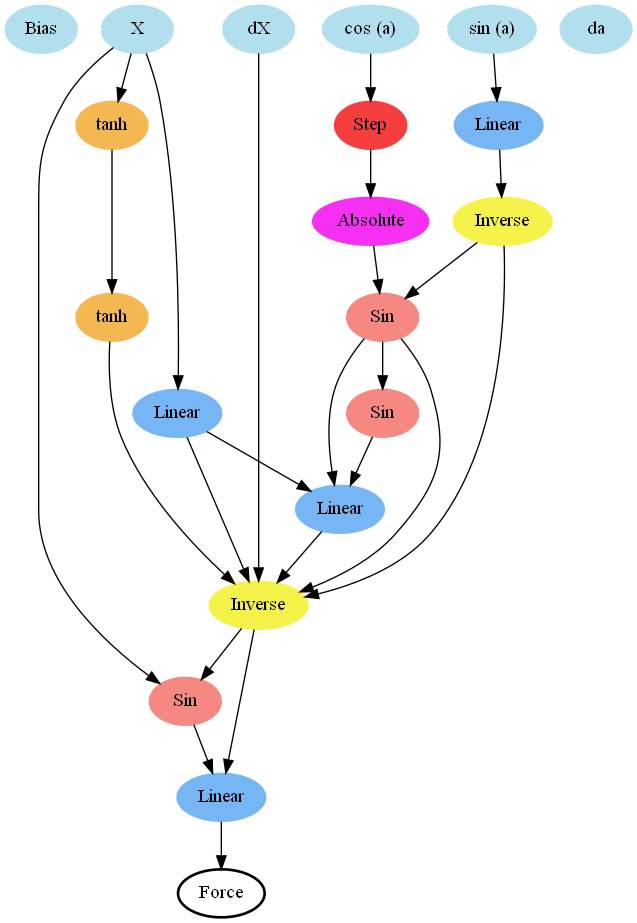 Bias
X
dX
cos (a)
sin (a)
da
tanh
Step
Linear
Absolute
Inverse
tanh
Sin
Linear
Sin
Linear
Inverse
Sin
Linear
Force